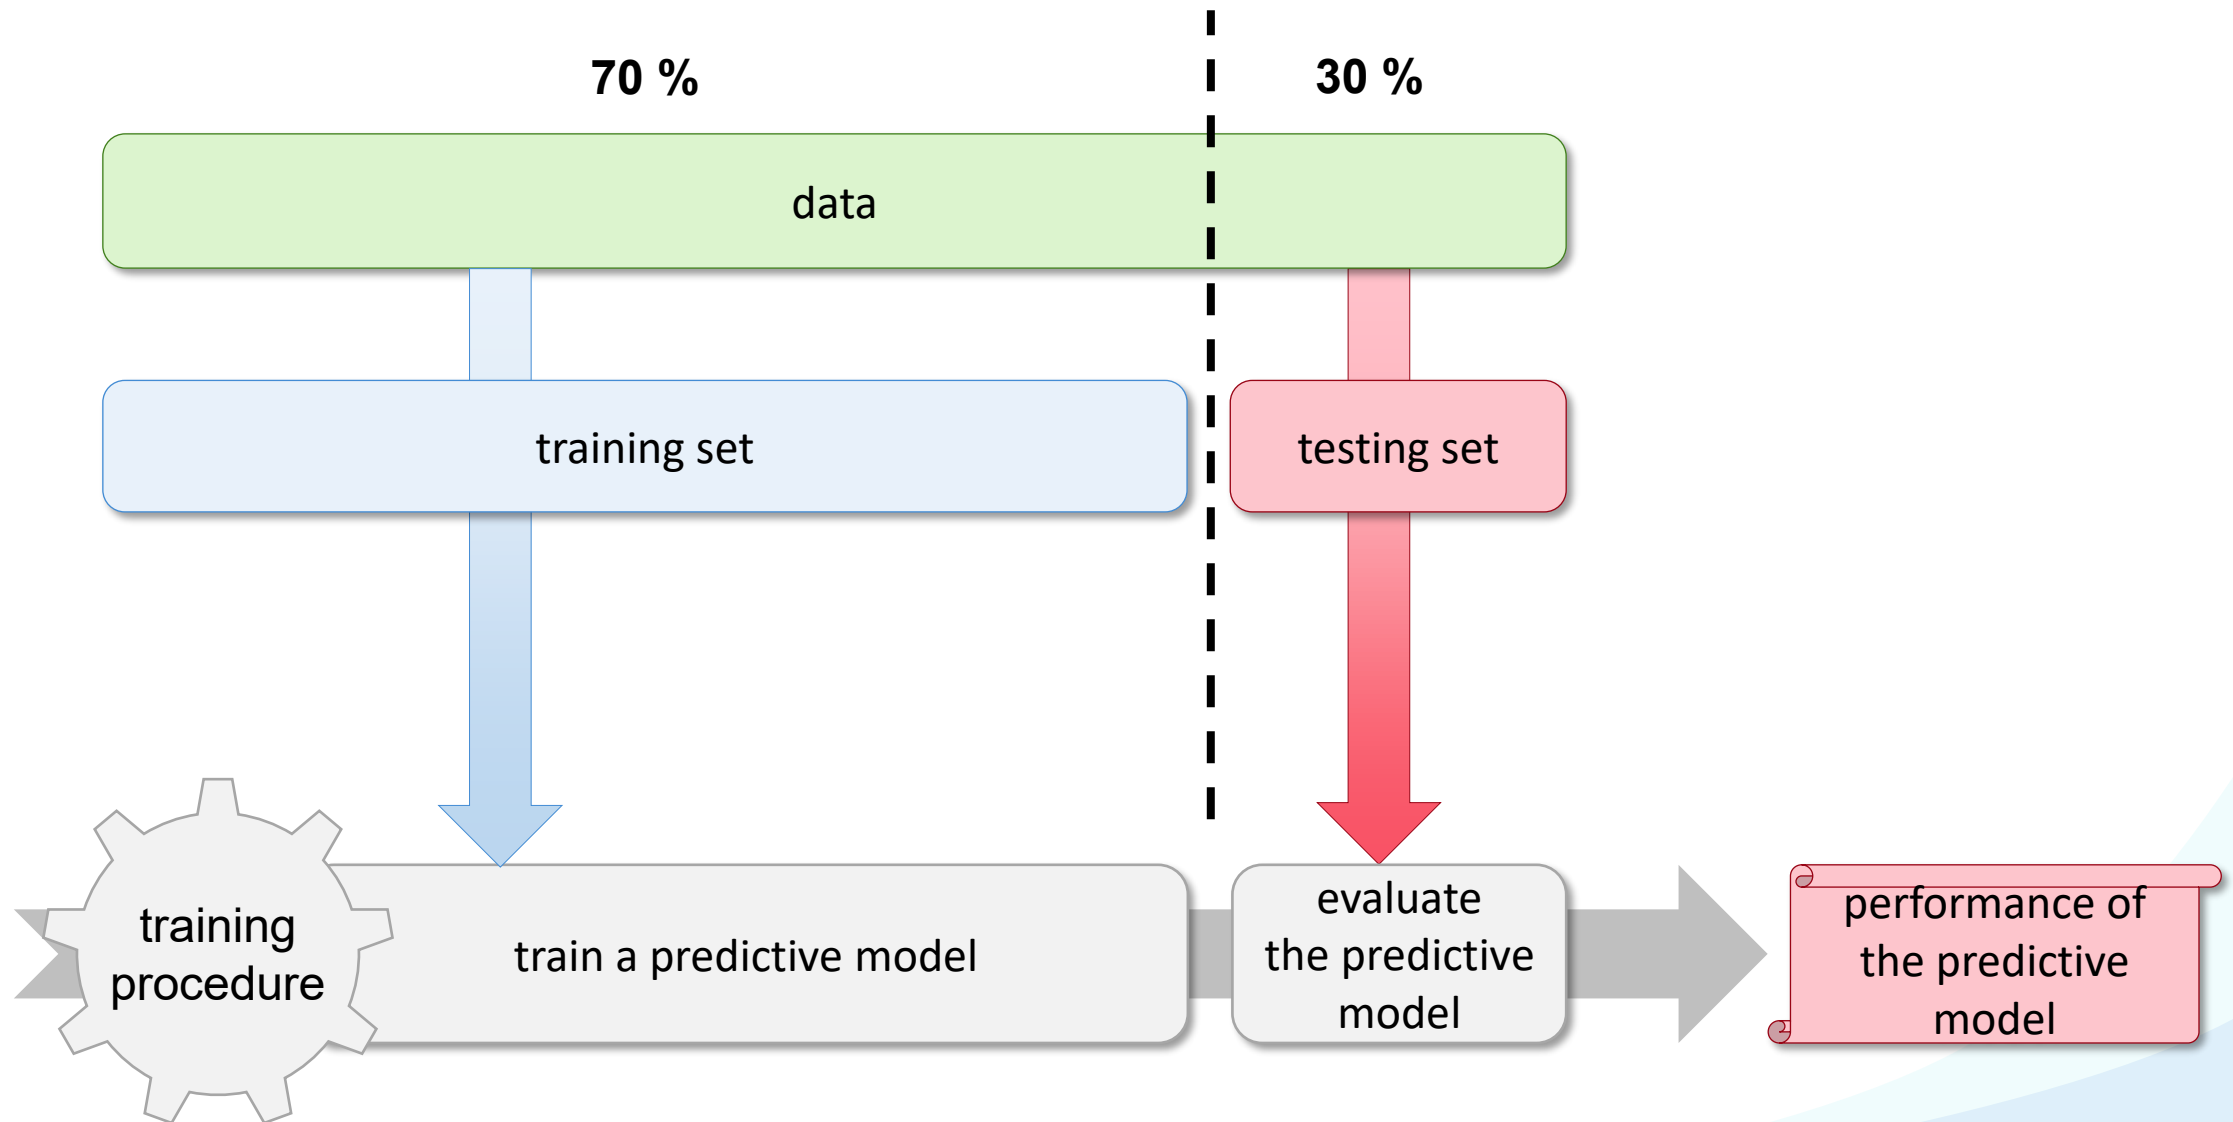 70 %
30 %
data
training set
testing set
training
procedure
train a predictive model
evaluate
the predictive
model
performance of
the predictive
model